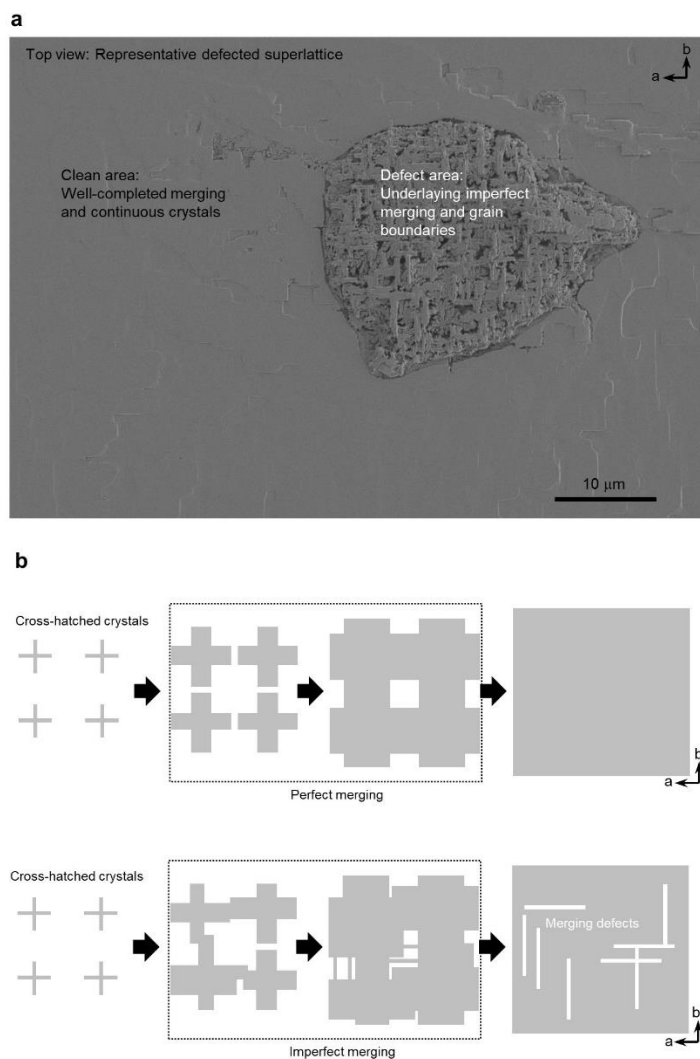 a
Top view: Representative defected superlattice
b
a
Clean area:
Well-completed merging
and continuous crystals
Defect area:
Underlaying imperfect
merging and grain
boundaries
10 μm
b
Cross-hatched crystals
Perfect merging
b
a
Cross-hatched crystals
Merging defects
Imperfect merging
b
a